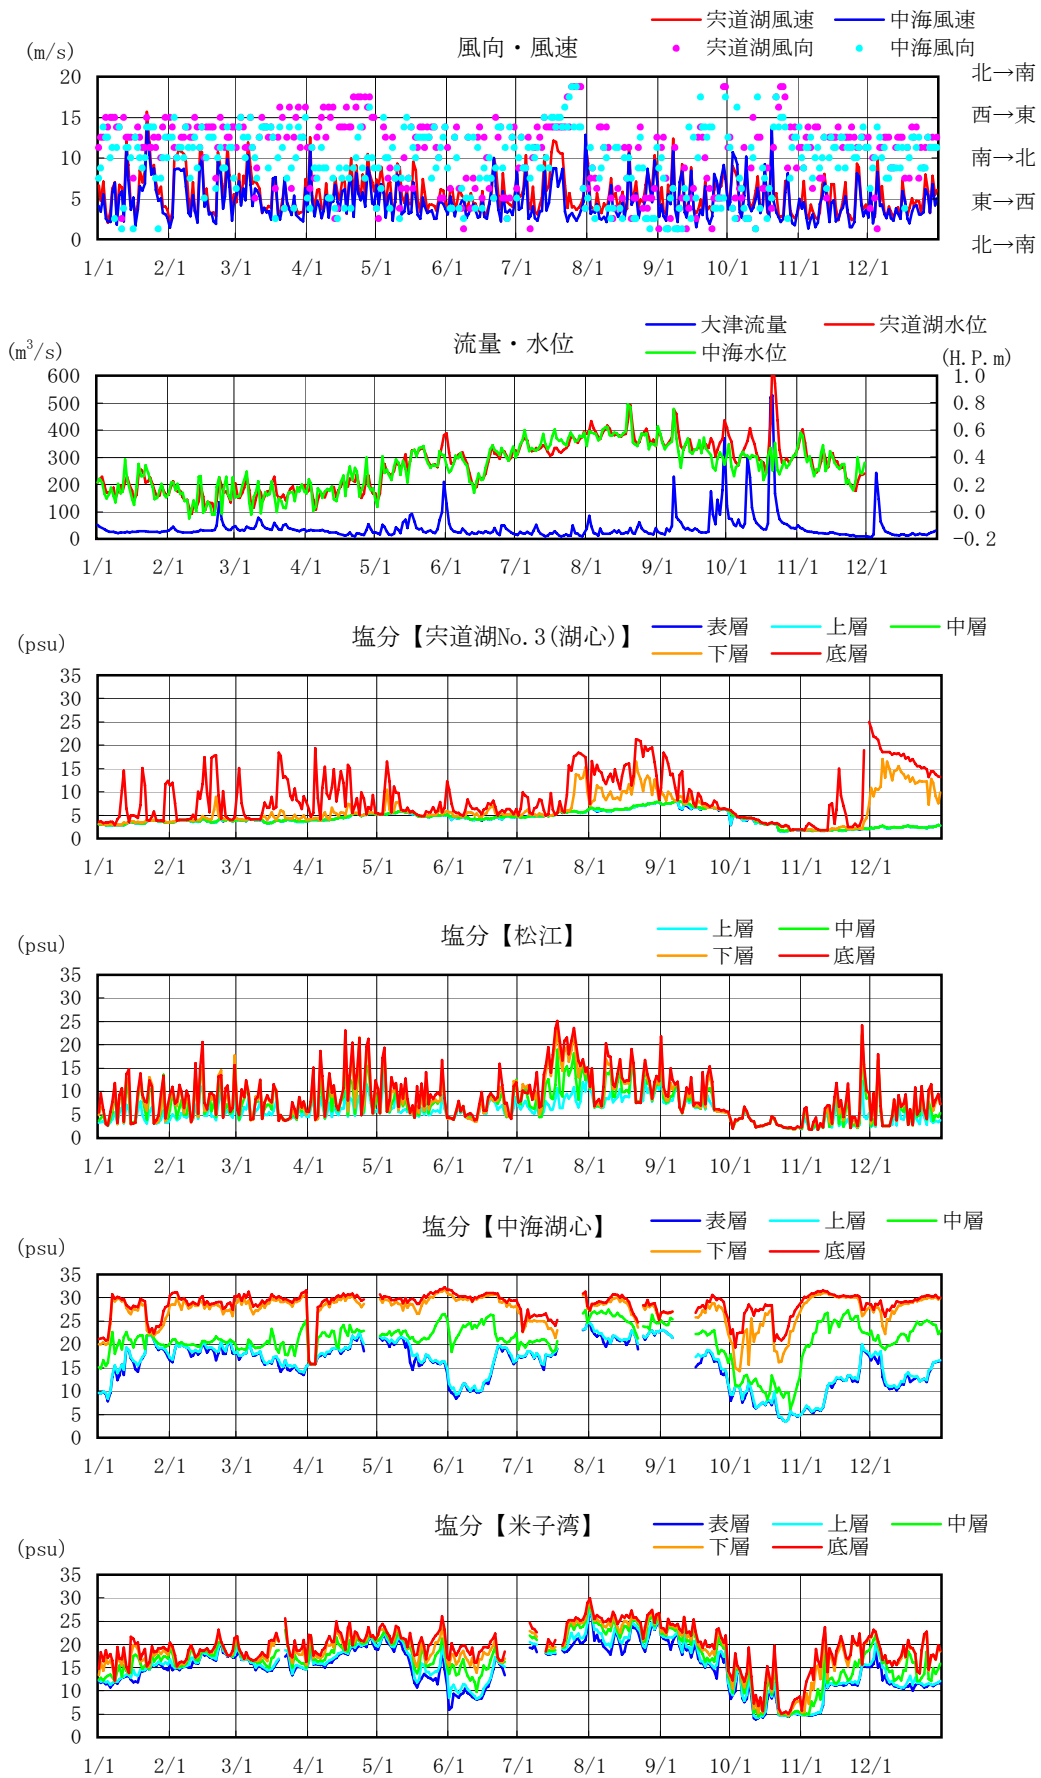 風向・風速
宍道湖風速 中海風速
宍道湖風向 中海風向
(m/s)
20
15
10
5
0
北→南
西→東
南→北
東→西
北→南
1/1 2/1 3/1 4/1 5/1 6/1 7/1 8/1 9/1 10/1 11/1 12/1
流量・水位
大津流量 宍道湖水位
中海水位
(m³/s)
(H.P.m)
600 1.0
500 0.8
400 0.6
300 0.4
200 0.2
100 0.0
0 -0.2
1/1 2/1 3/1 4/1 5/1 6/1 7/1 8/1 9/1 10/1 11/1 12/1
塩分【宍道湖No.3(湖心)】
表層 上層 中層
下層 底層
(psu)
35
30
25
20
15
10
5
0
1/1 2/1 3/1 4/1 5/1 6/1 7/1 8/1 9/1 10/1 11/1 12/1
塩分【松江】
上層 中層
下層 底層
(psu)
35
30
25
20
15
10
5
0
1/1 2/1 3/1 4/1 5/1 6/1 7/1 8/1 9/1 10/1 11/1 12/1
塩分【中海湖心】
表層 上層 中層
下層 底層
(psu)
35
30
25
20
15
10
5
0
1/1 2/1 3/1 4/1 5/1 6/1 7/1 8/1 9/1 10/1 11/1 12/1
塩分【米子湾】
表層 上層 中層
下層 底層
(psu)
35
30
25
20
15
10
5
0
1/1 2/1 3/1 4/1 5/1 6/1 7/1 8/1 9/1 10/1 11/1 12/1